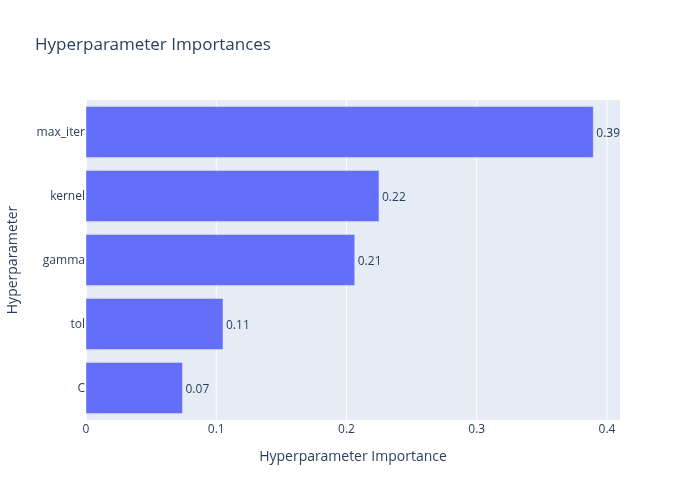 Hyperparameter Importances
Hyperparameter
max_iter
0.39
kernel
0.22
gamma
0.21
tol
0.11
C
0.07
0
0.1
0.2
0.3
0.4
Hyperparameter Importance